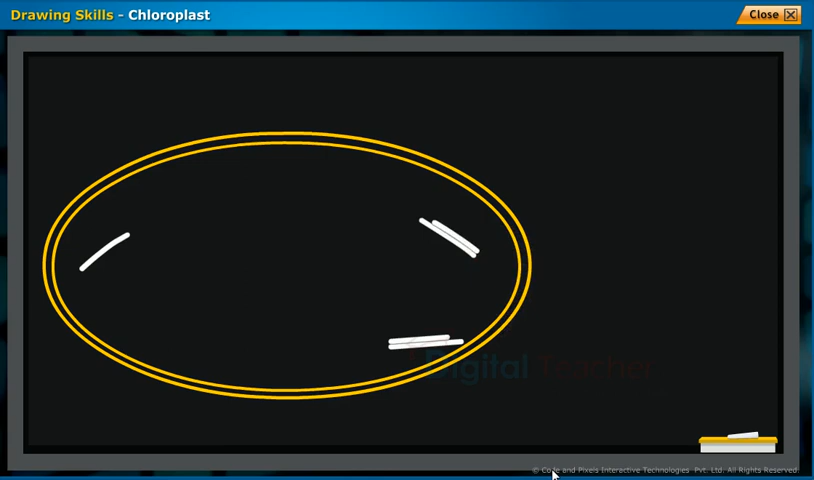 Drawing Skills - Chloroplast
Close
Digital Teacher
© Code and Pixels Interactive Technologies Pvt. Ltd. All Rights Reserved